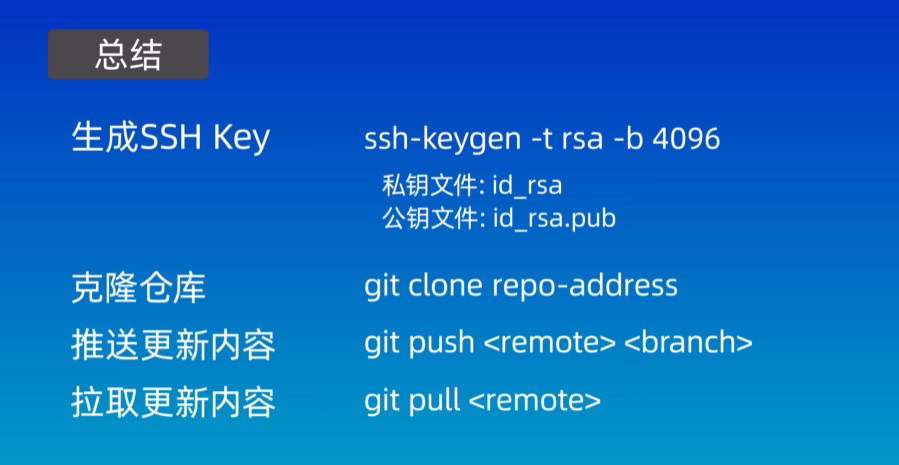 总结
生成SSH Key
ssh-keygen -t rsa -b 4096
私钥文件: id_rsa
公钥文件: id_rsa.pub
克隆仓库
git clone repo-address
推送更新内容
git push <remote> <branch>
拉取更新内容
git pull <remote>